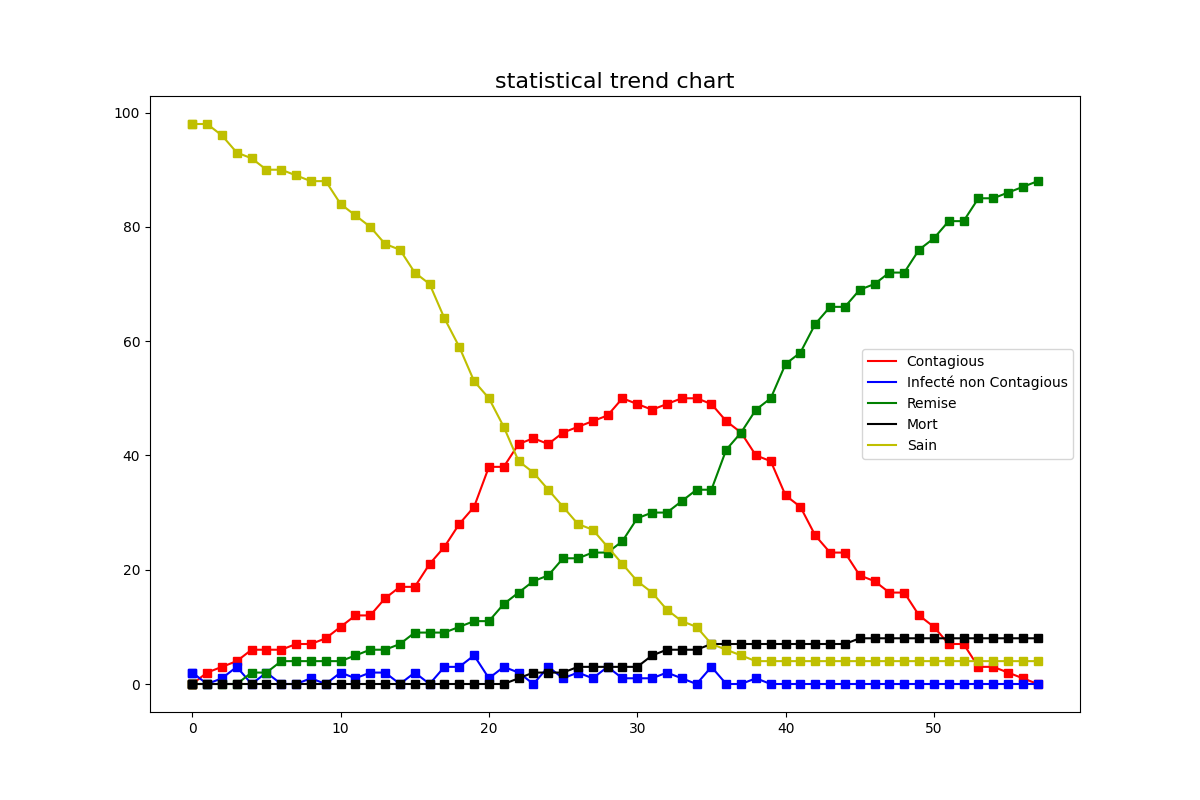 statistical trend chart
100
80
60
40
20
0
Contagious
Infecté non Contagious
Remise
Mort
Sain
0 10 20 30 40 50